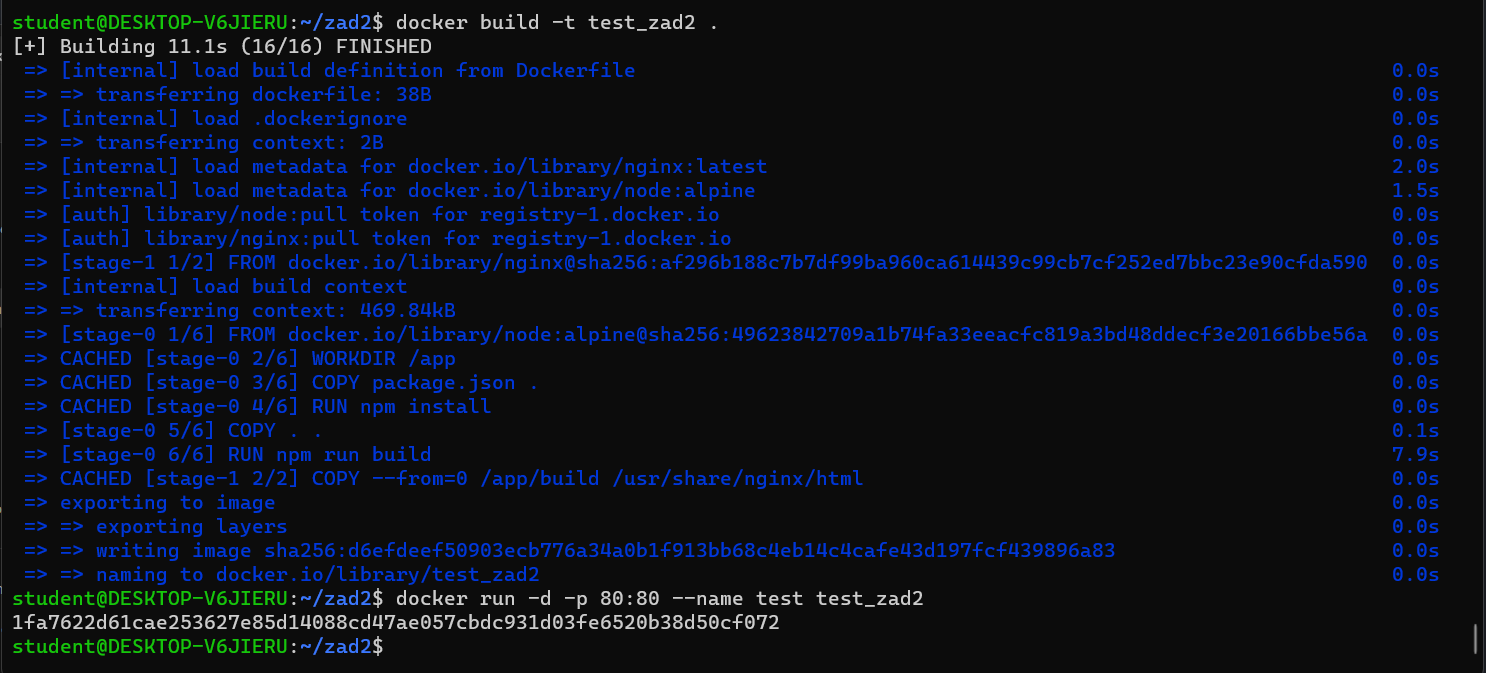 student@DESKTOP-V6JIERU:~/zad2$ docker build -t test_zad2 .
[+] Building 11.1s (16/16) FINISHED
=> [internal] load build definition from Dockerfile 0.0s
=> => transferring dockerfile: 38B 0.0s
=> [internal] load .dockerignore 0.0s
=> => transferring context: 2B 0.0s
=> [internal] load metadata for docker.io/library/nginx:latest 2.0s
=> [internal] load metadata for docker.io/library/node:alpine 1.5s
=> [auth] library/node:pull token for registry-1.docker.io 0.0s
=> [auth] library/nginx:pull token for registry-1.docker.io 0.0s
=> [stage-1 1/2] FROM docker.io/library/nginx@sha256:af296b188c7b7df99ba960ca614439c99cb7cf252ed7bbc23e90cfda590 0.0s
=> [internal] load build context 0.0s
=> => transferring context: 469.84kB 0.0s
=> [stage-0 1/6] FROM docker.io/library/node:alpine@sha256:49623842709a1b74fa33eeacfc819a3bd48ddecf3e20166bbe56a 0.0s
=> CACHED [stage-0 2/6] WORKDIR /app 0.0s
=> CACHED [stage-0 3/6] COPY package.json . 0.0s
=> CACHED [stage-0 4/6] RUN npm install 0.0s
=> [stage-0 5/6] COPY . . 0.1s
=> [stage-0 6/6] RUN npm run build 7.9s
=> CACHED [stage-1 2/2] COPY --from=0 /app/build /usr/share/nginx/html 0.0s
=> exporting to image 0.0s
=> => exporting layers 0.0s
=> => writing image sha256:d6efdeef50903ecb776a34a0b1f913bb68c4eb14c4cafe43d197fcf439896a83 0.0s
=> => naming to docker.io/library/test_zad2 0.0s
student@DESKTOP-V6JIERU:~/zad2$ docker run -d -p 80:80 --name test test_zad2
1fa7622d61cae253627e85d14088cd47ae057cbdc931d03fe6520b38d50cf072
student@DESKTOP-V6JIERU:~/zad2$